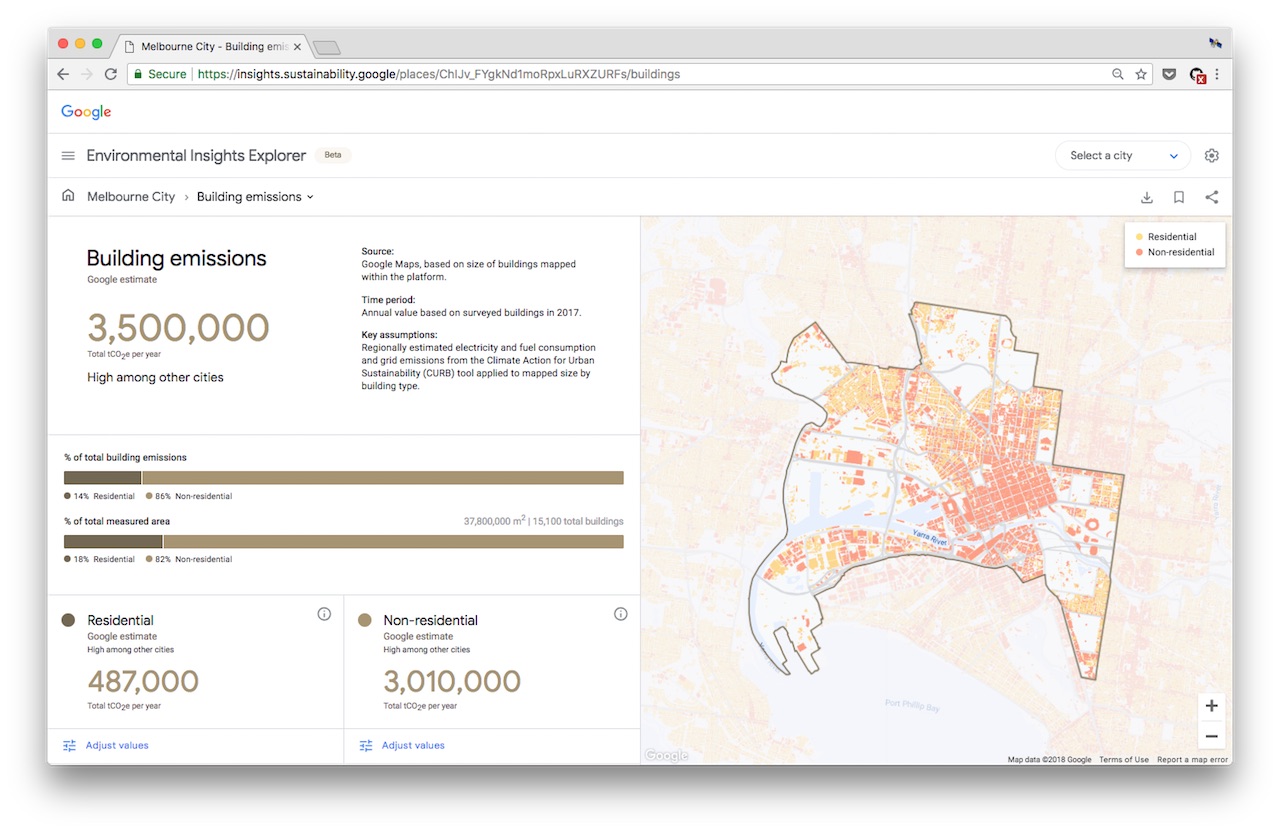 Melbourne City - Building emis
Secure
https://insights.sustainability.google/places/ChIJv_FYgkNd1moRpxLuRXZURFs/buildings
Google
Environmental Insights Explorer
Beta
Select a city
Melbourne City › Building emissions
Building emissions
Google estimate
3,500,000
Total tCO2e per year
High among other cities
Source:
Google Maps, based on size of buildings mapped
within the platform.
Time period:
Annual value based on surveyed buildings in 2017.
Key assumptions:
Regionally estimated electricity and fuel consumption
and grid emissions from the Climate Action for Urban
Sustainability (CURB) tool applied to mapped size by
building type.
% of total building emissions
14% Residential 86% Non-residential
% of total measured area
37,800,000 m2 | 15,100 total buildings
18% Residential 82% Non-residential
Residential
Google estimate
High among other cities
487,000
Total tCO2e per year
Adjust values
Non-residential
Google estimate
High among other cities
3,010,000
Total tCO2e per year
Adjust values
Residential
Non-residential
Yarra River
Port Phillip Bay
Google
Map data ©2018 Google Terms of Use Report a map error